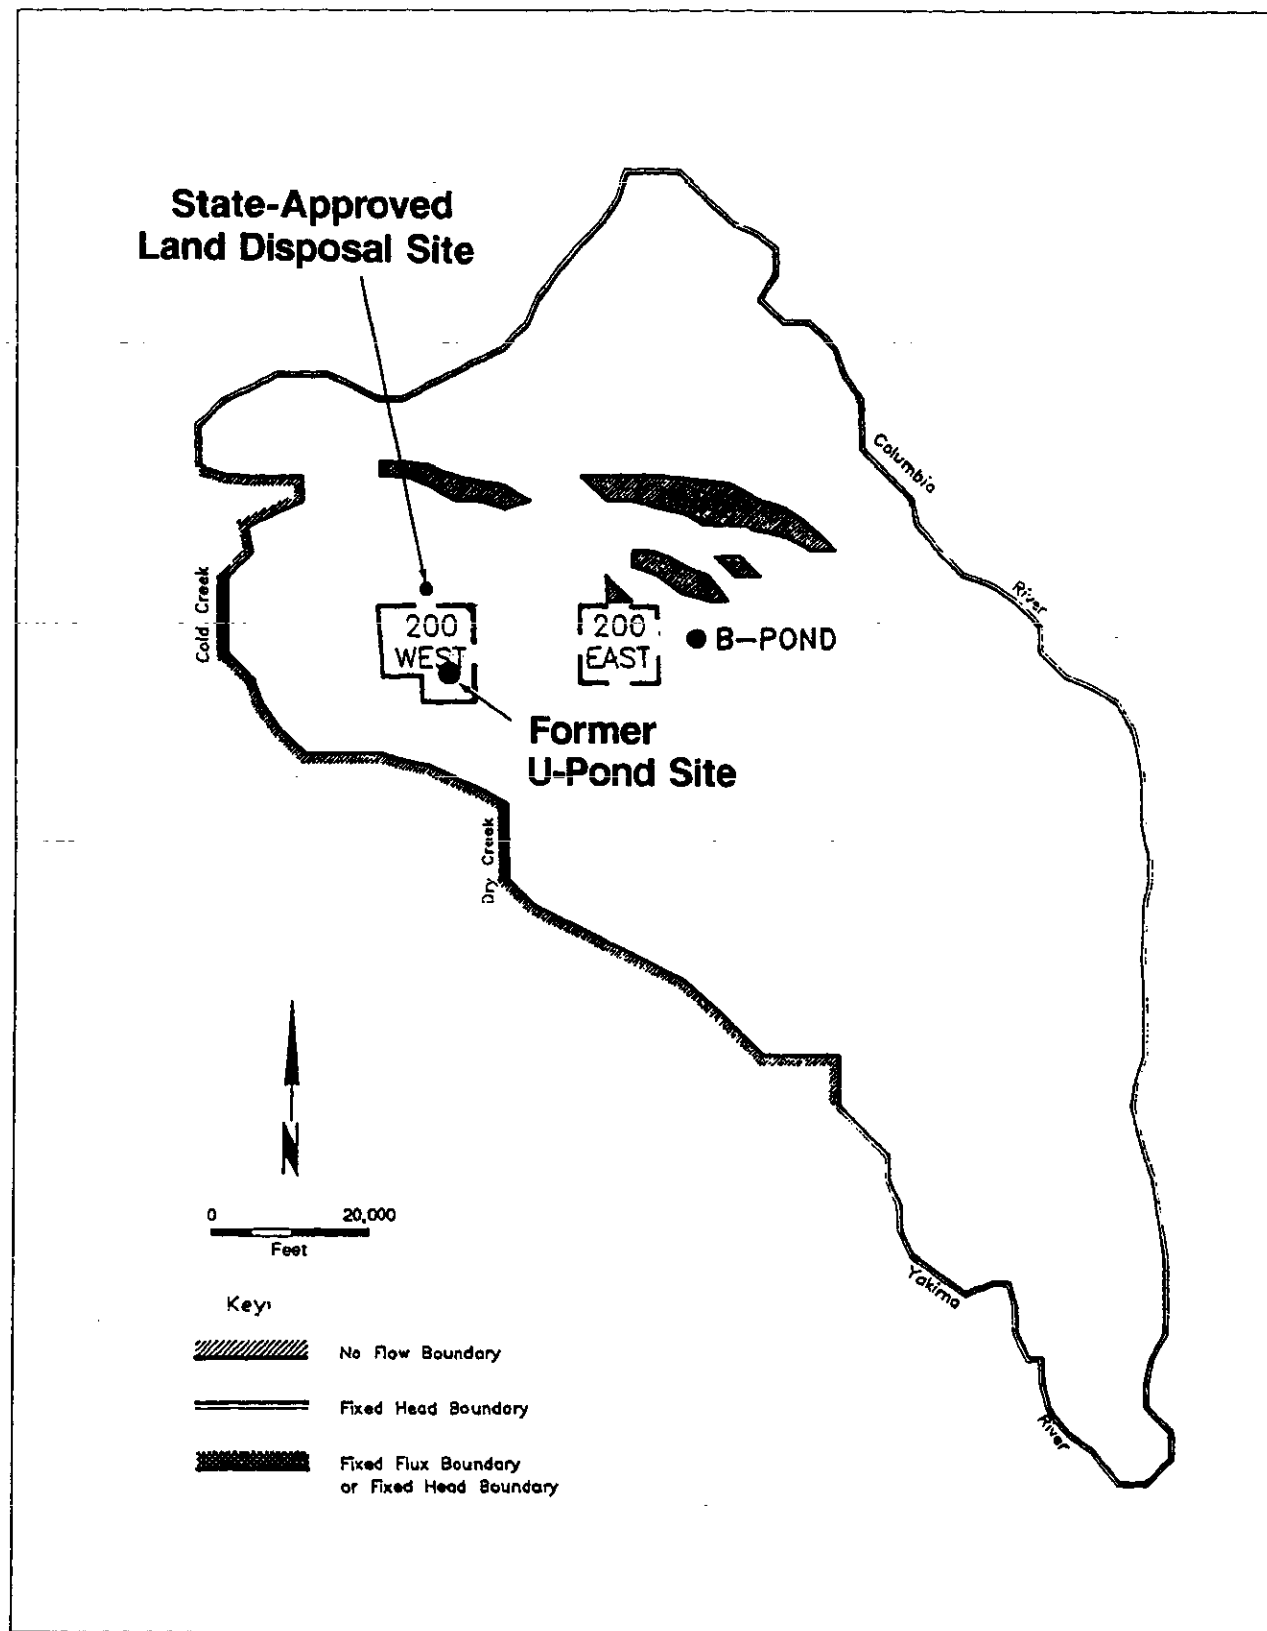 State-Approved
Land Disposal Site
Columbia
River
Cold Creek
200
WEST
200
EAST
B-POND
Former
U-Pond Site
Dry Creek
N
0 20,000
Feet
Key:
No Flow Boundary
Fixed Head Boundary
Fixed Flux Boundary
or Fixed Head Boundary
Yakima
River